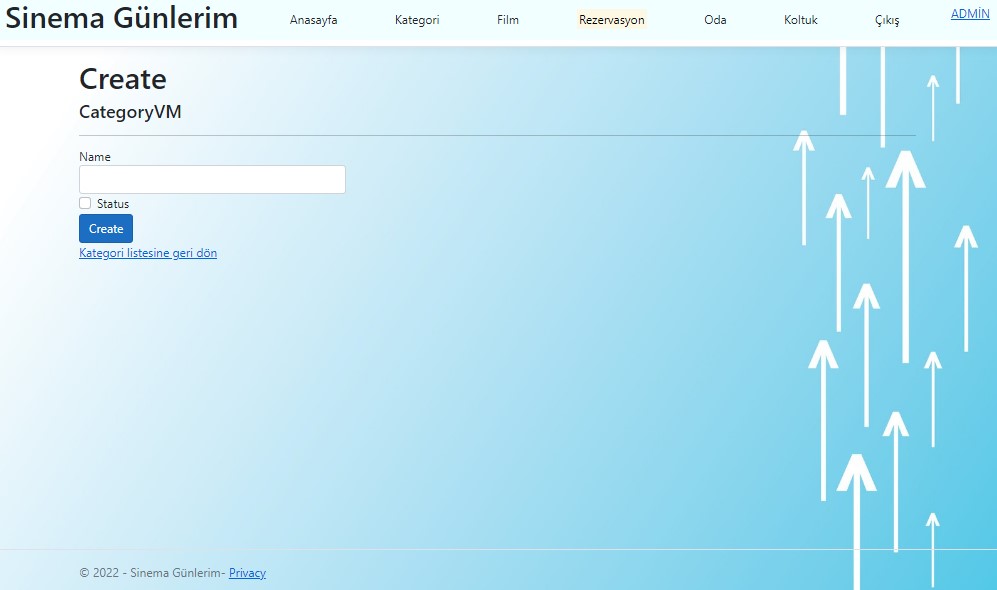 Sinema Günlerim Anasayfa Kategori Film Rezervasyon Oda Koltuk Çıkış ADMİN
Create
CategoryVM
Name
Status
Create
Kategori listesine geri dön
© 2022 - Sinema Günlerim- Privacy